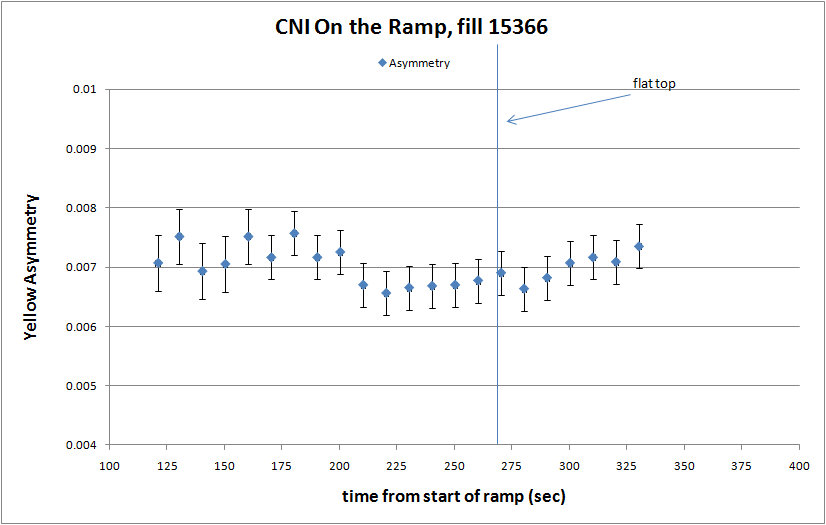 CNI On the Ramp, fill 15366
Asymmetry
flat top
0.01
0.009
0.008
0.007
0.006
0.005
0.004
Yellow Asymmetry
100 125 150 175 200 225 250 275 300 325 350 375 400
time from start of ramp (sec)